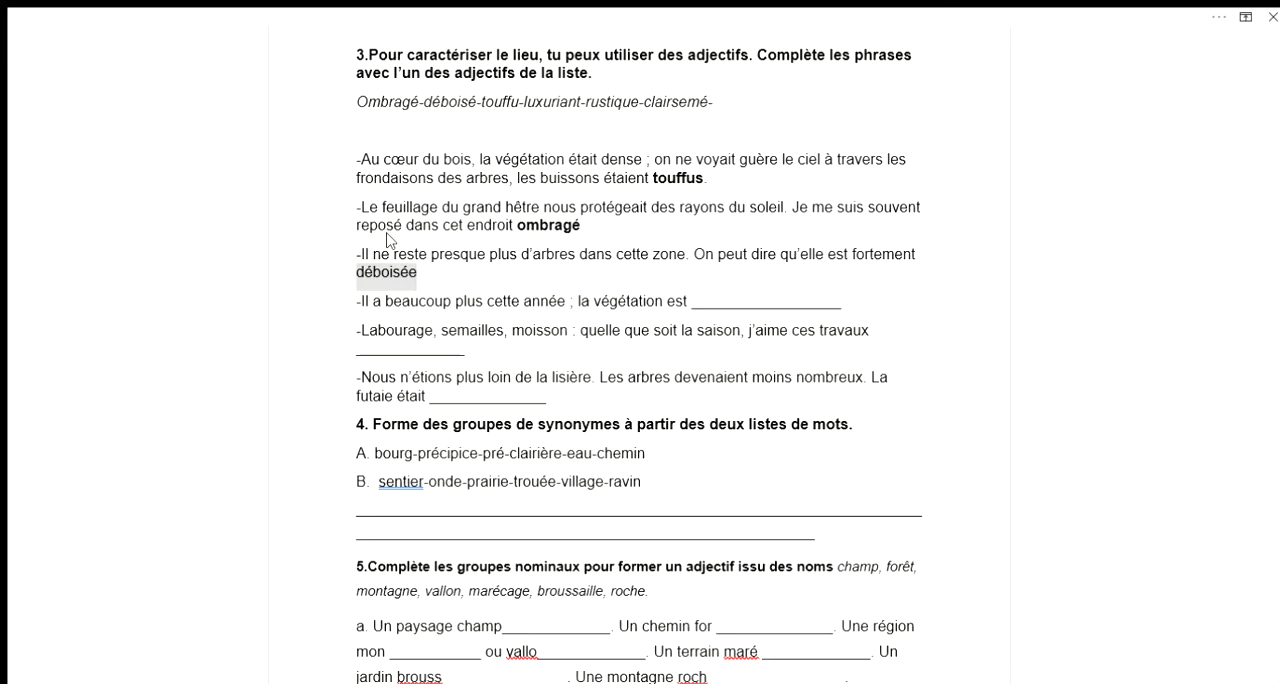 3.Pour caractériser le lieu, tu peux utiliser des adjectifs. Complète les phrases
avec l’un des adjectifs de la liste.
Ombragé-déboisé-touffu-luxuriant-rustique-clairsemé-
-Au cœur du bois, la végétation était dense ; on ne voyait guère le ciel à travers les
frondaisons des arbres, les buissons étaient touffus.
-Le feuillage du grand hêtre nous protégeait des rayons du soleil. Je me suis souvent
reposé dans cet endroit ombragé
-Il ne reste presque plus d’arbres dans cette zone. On peut dire qu’elle est fortement
déboisée
-Il a beaucoup plus cette année ; la végétation est __________________
-Labourage, semailles, moisson : quelle que soit la saison, j’aime ces travaux
_____________
-Nous n’étions plus loin de la lisière. Les arbres devenaient moins nombreux. La
futaie était ______________
4. Forme des groupes de synonymes à partir des deux listes de mots.
A. bourg-précipice-pré-clairière-eau-chemin
B. sentier-onde-prairie-trouée-village-ravin
5.Complète les groupes nominaux pour former un adjectif issu des noms champ, forêt,
montagne, vallon, marécage, broussaille, roche.
a. Un paysage champ_____________. Un chemin for ______________. Une région
mon ___________ ou vallo_____________. Un terrain maré _____________. Un
jardin brouss_______________. Une montagne roch ________________.